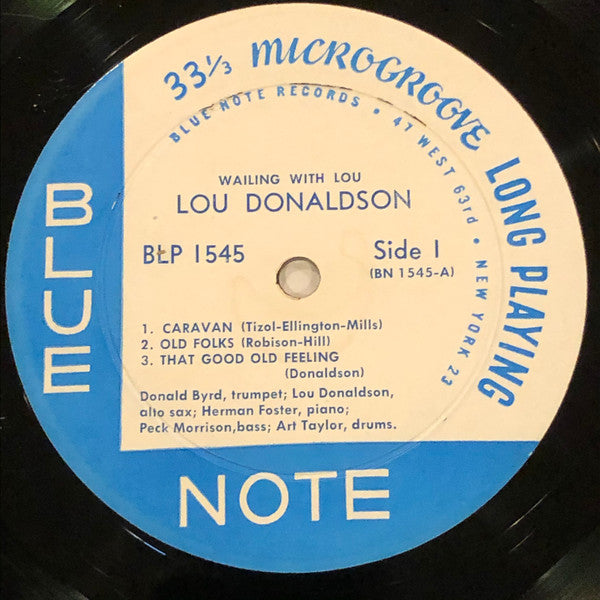 33⅓ MICROGROOVE LONG PLAYING
BLUE NOTE RECORDS • 47 WEST 63rd • NEW YORK 23
WAILING WITH LOU
LOU DONALDSON
BLP 1545 Side 1
(BN 1545-A)
1. CARAVAN (Tizol-Ellington-Mills)
2. OLD FOLKS (Robison-Hill)
3. THAT GOOD OLD FEELING
(Donaldson)
Donald Byrd, trumpet; Lou Donaldson,
alto sax; Herman Foster, piano;
Peck Morrison,bass; Art Taylor, drums.
BLUE
NOTE